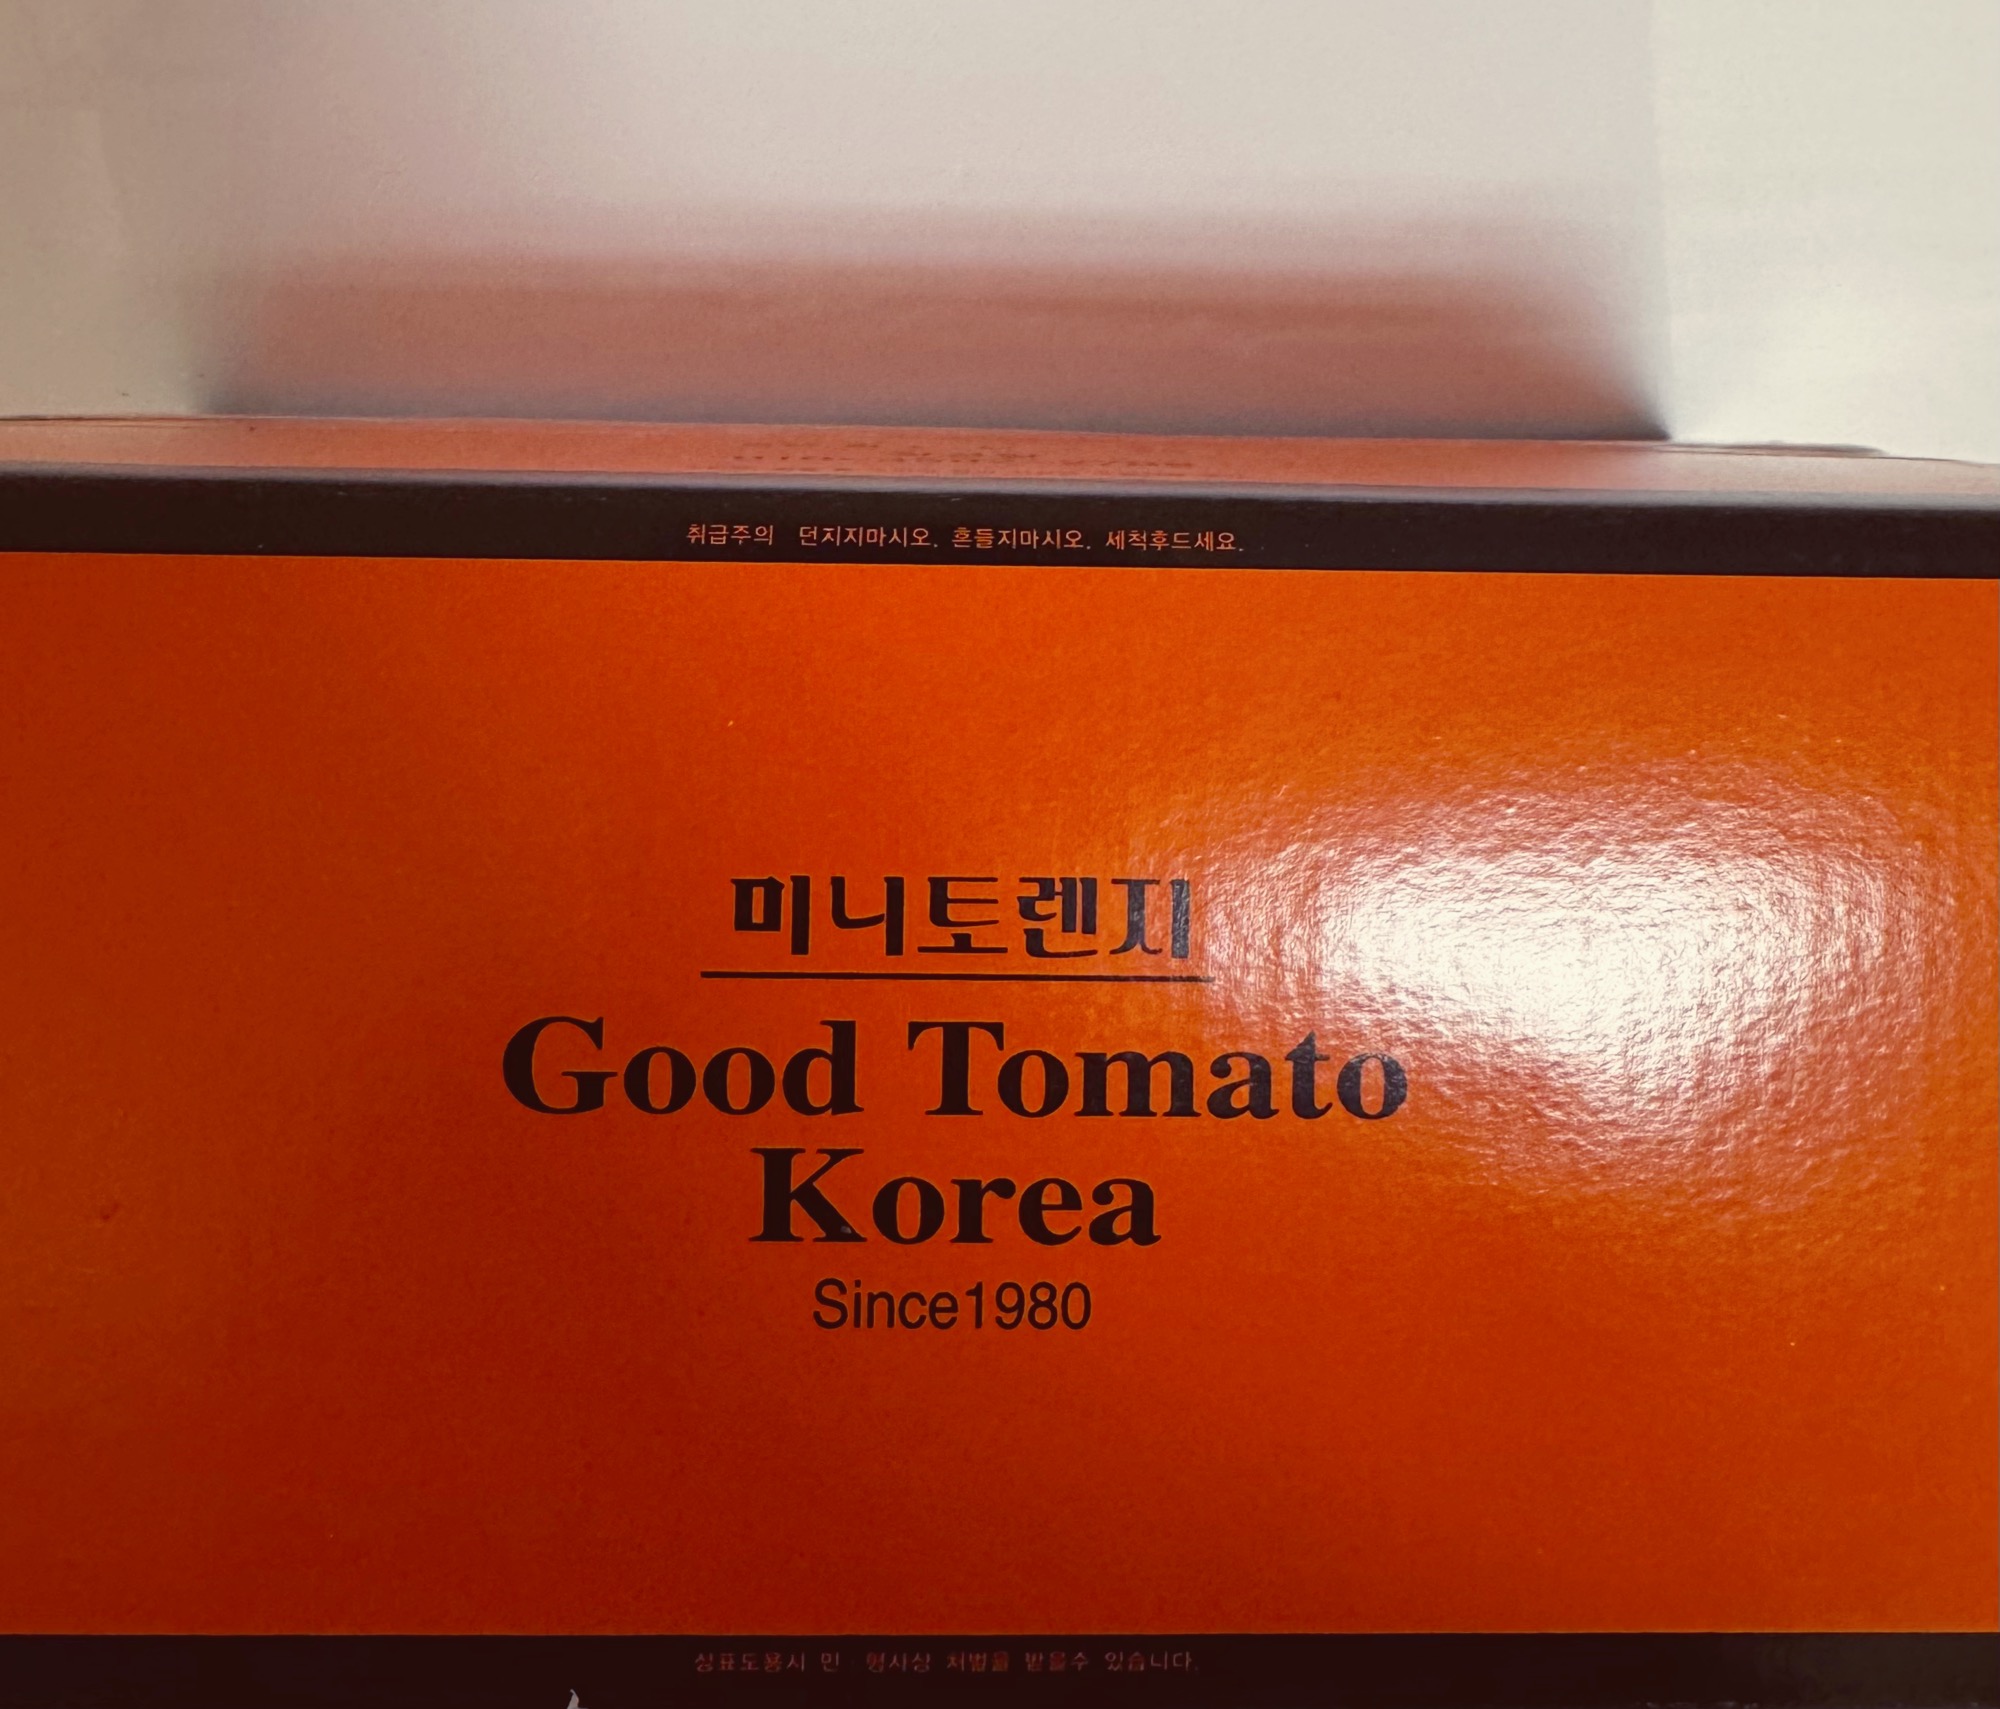 취급주의 던지지마시오. 흔들지마시오. 세척후드세요.
미니토렌지
Good Tomato
Korea
Since1980
상표도용시 민 형사상 처벌을 받을수 있습니다.